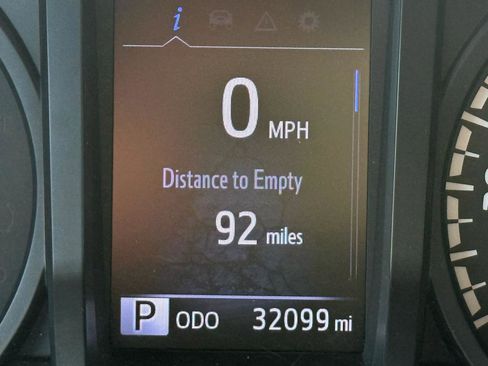 i
0 MPH
Distance to Empty
92 miles
P ODO 32099 mi